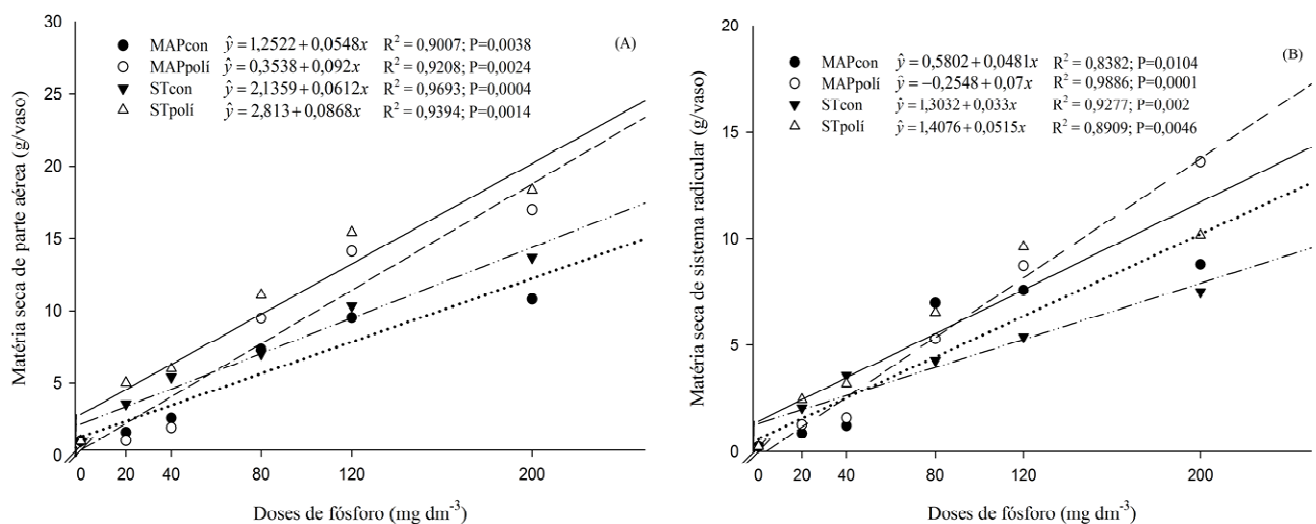 30
25
20
15
10
5
0
(A)
MAPcon ŷ = 1,2522 + 0,0548x R² = 0,9007; P=0,0038
MAPpolí ŷ = 0,3538 + 0,092x R² = 0,9208; P=0,0024
STcon ŷ = 2,1359 + 0,0612x R² = 0,9693; P=0,0004
STpolí ŷ = 2,813 + 0,0868x R² = 0,9394; P=0,0014
Matéria seca de parte aérea (g/vaso)
0 20 40 80 120 200
Doses de fósforo (mg dm⁻³)
20
15
10
5
0
(B)
MAPcon ŷ = 0,5802 + 0,0481x R² = 0,8382; P=0,0104
MAPpolí ŷ = −0,2548 + 0,07x R² = 0,9886; P=0,0001
STcon ŷ = 1,3032 + 0,033x R² = 0,9277; P=0,002
STpolí ŷ = 1,4076 + 0,0515x R² = 0,8909; P=0,0046
Matéria seca de sistema radicular (g/vaso)
0 20 40 80 120 200
Doses de fósforo (mg dm⁻³)